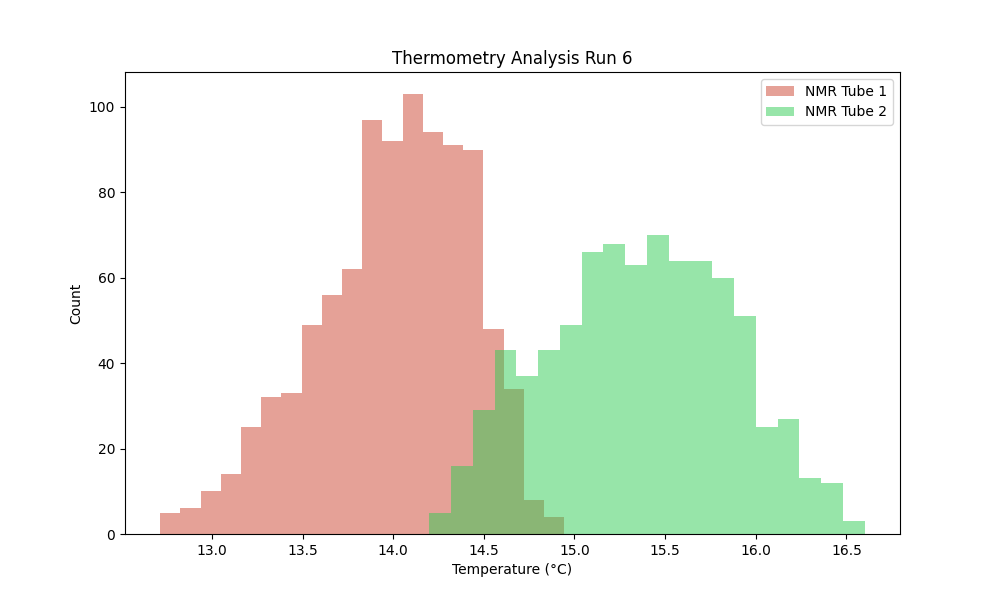 Thermometry Analysis Run 6
NMR Tube 1
NMR Tube 2
100
80
60
40
20
0
Count
13.0 13.5 14.0 14.5 15.0 15.5 16.0 16.5
Temperature (°C)